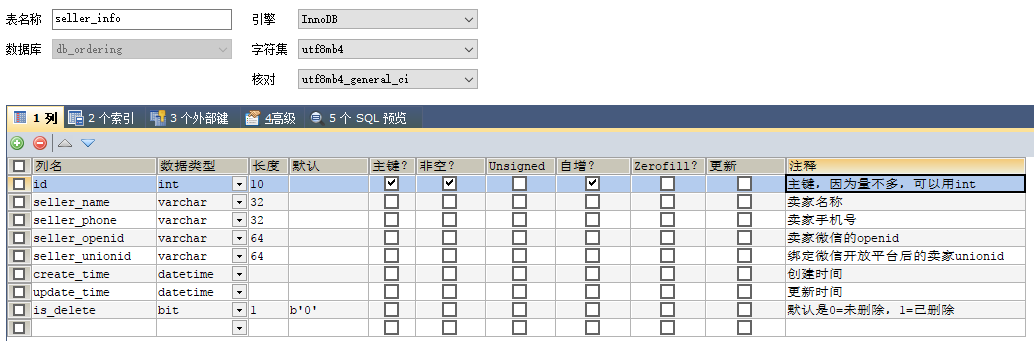 表名称 seller_info 引擎 InnoDB
数据库 db_ordering 字符集 utf8mb4
核对 utf8mb4_general_ci
1 列 2 个索引 3 个外部键 4高级 5 个 SQL 预览
列名 数据类型 长度 默认 主键? 非空? Unsigned 自增? Zerofill? 更新 注释
id int 10 主键,因为量不多,可以用int
seller_name varchar 32 卖家名称
seller_phone varchar 32 卖家手机号
seller_openid varchar 64 卖家微信的openid
seller_unionid varchar 64 绑定微信开放平台后的卖家unionid
create_time datetime 创建时间
update_time datetime 更新时间
is_delete bit 1 b'0' 默认是0=未删除,1=已删除